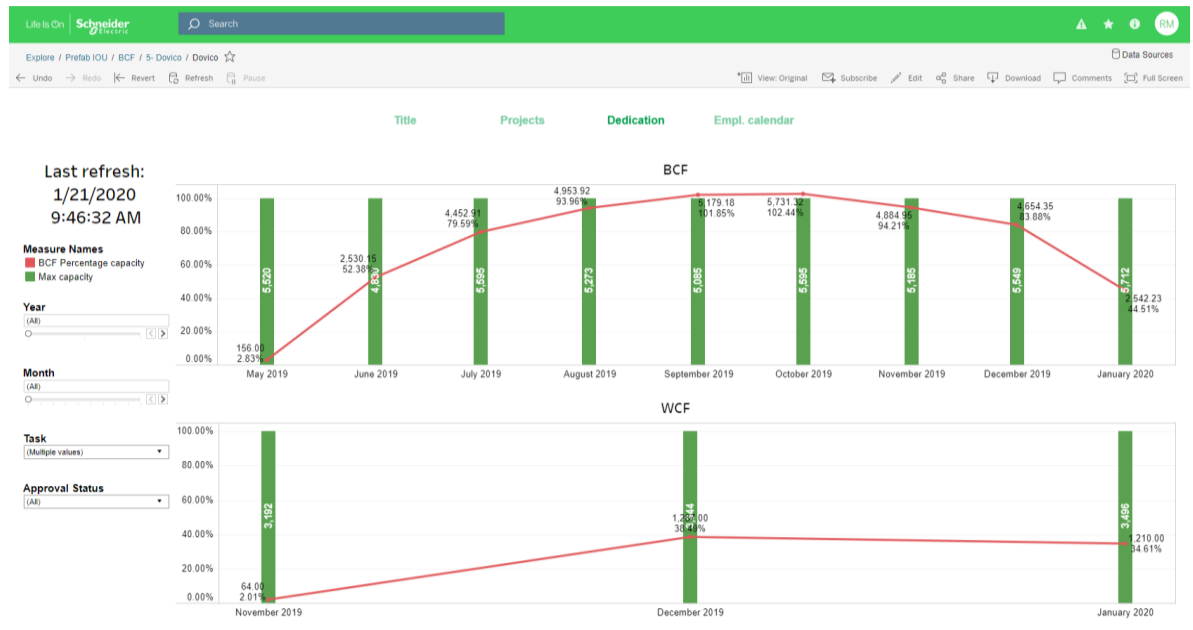 Life Is On Schneider Electric
Search
RM
Explore / Prefab IOU / BCF / 5- Dovico / Dovico
Data Sources
Undo Redo Revert Refresh Pause
View: Original Subscribe Edit Share Download Comments Full Screen
Title Projects Dedication Empl. calendar
Last refresh:
1/21/2020
9:46:32 AM
Measure Names
BCF Percentage capacity
Max capacity
Year
(All)
Month
(All)
Task
(Multiple values)
Approval Status
(All)
BCF
100.00%
80.00%
60.00%
40.00%
20.00%
0.00%
156.00
2.83%
2,530.15
52.38%
4,452.91
79.59%
4,953.92
93.96%
5,179.18
101.85%
5,731.32
102.44%
4,884.95
94.21%
4,654.35
83.88%
2,542.23
44.51%
5,520
4,830
5,595
5,273
5,085
5,595
5,185
5,549
5,712
May 2019 June 2019 July 2019 August 2019 September 2019 October 2019 November 2019 December 2019 January 2020
WCF
100.00%
80.00%
60.00%
40.00%
20.00%
0.00%
64.00
2.01%
38.49%
1,210.00
34.61%
3,192
3,496
November 2019 December 2019 January 2020